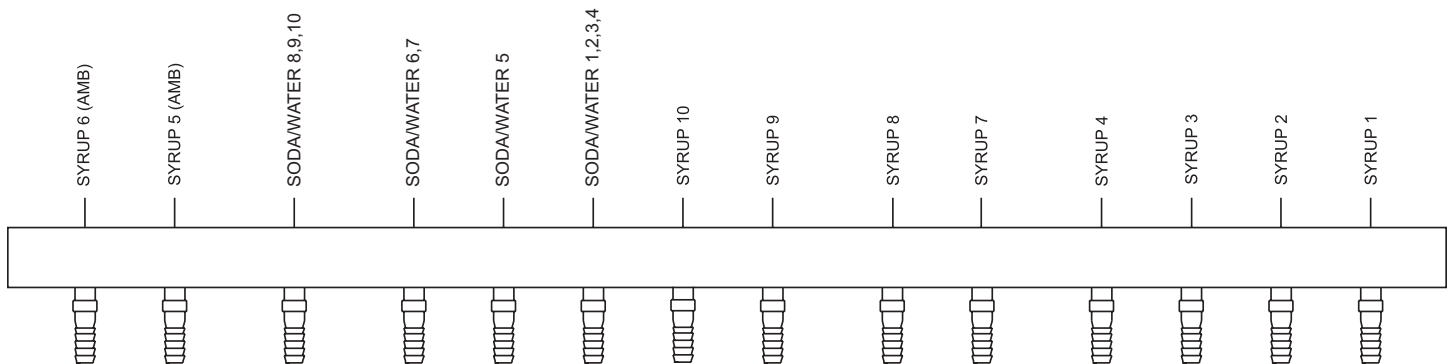 SYRUP 6 (AMB)
SYRUP 5 (AMB)
SODA/WATER 8,9,10
SODA/WATER 6,7
SODA/WATER 5
SODA/WATER 1,2,3,4
SYRUP 10
SYRUP 9
SYRUP 8
SYRUP 7
SYRUP 4
SYRUP 3
SYRUP 2
SYRUP 1